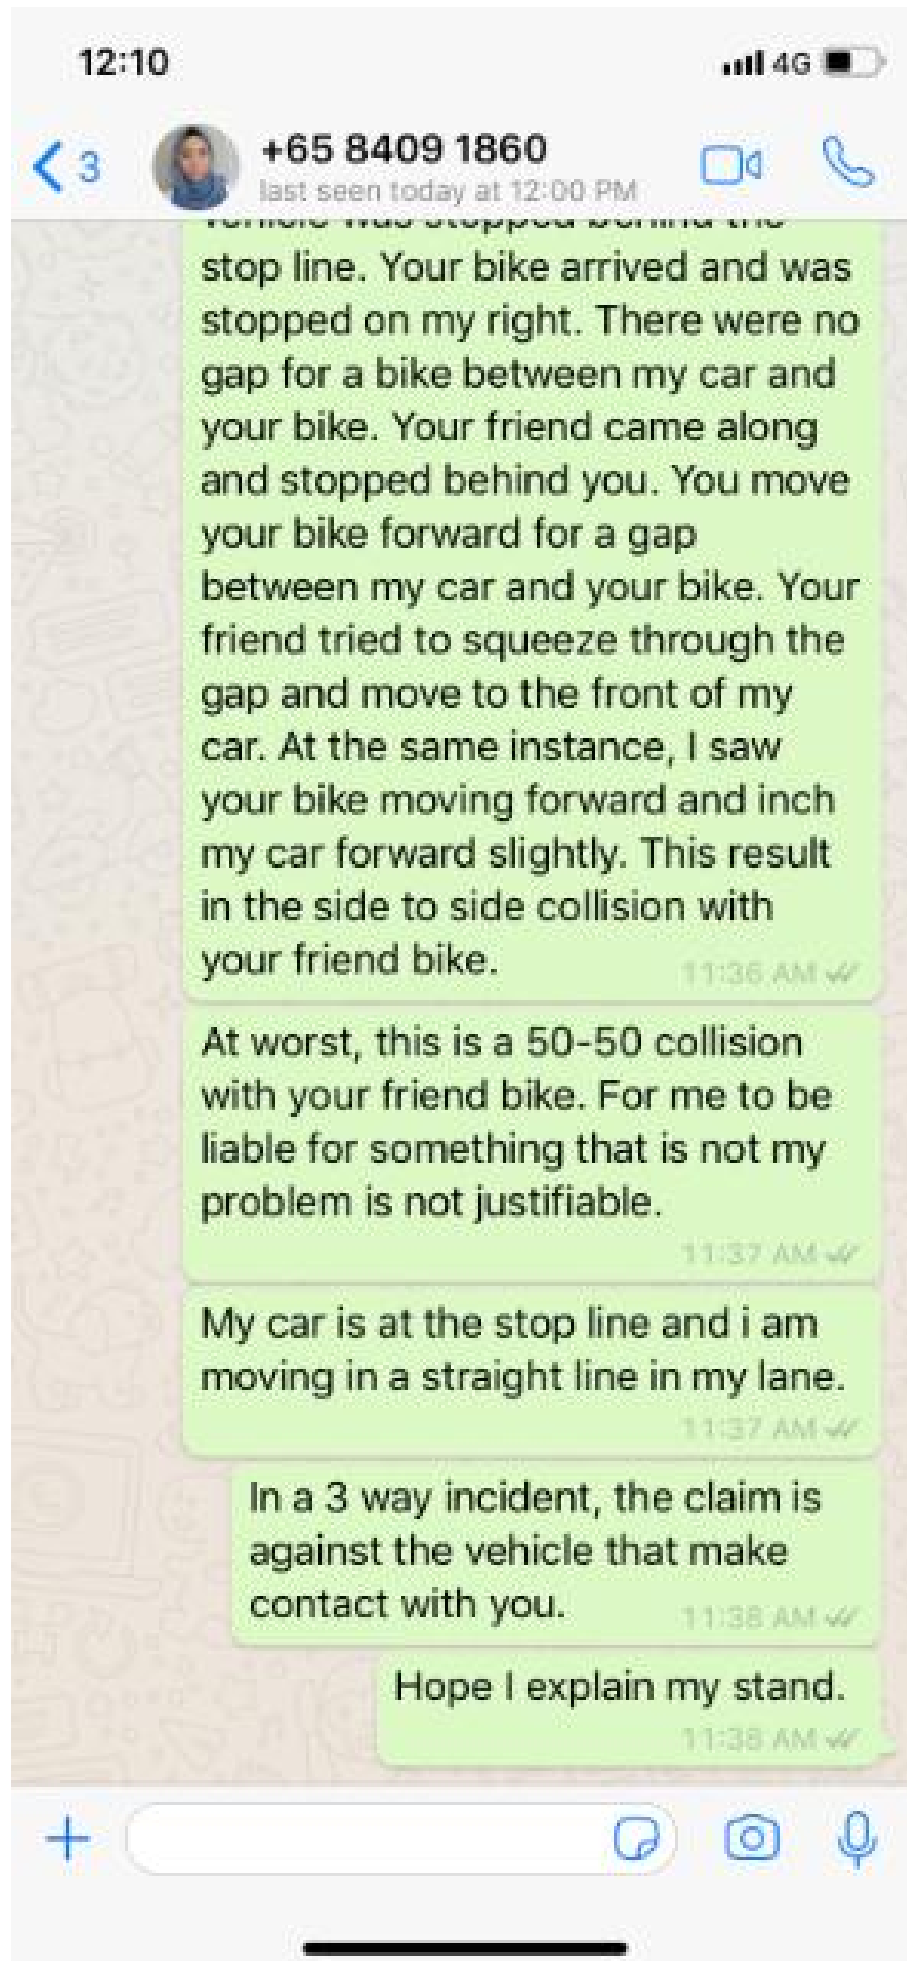 12:10
4G
3
+65 8409 1860
last seen today at 12:00 PM
stop line. Your bike arrived and was
stopped on my right. There were no
gap for a bike between my car and
your bike. Your friend came along
and stopped behind you. You move
your bike forward for a gap
between my car and your bike. Your
friend tried to squeeze through the
gap and move to the front of my
car. At the same instance, I saw
your bike moving forward and inch
my car forward slightly. This result
in the side to side collision with
your friend bike.
11:36 AM
At worst, this is a 50-50 collision
with your friend bike. For me to be
liable for something that is not my
problem is not justifiable.
11:37 AM
My car is at the stop line and i am
moving in a straight line in my lane.
11:37 AM
In a 3 way incident, the claim is
against the vehicle that make
contact with you.
11:38 AM
Hope I explain my stand.
11:38 AM